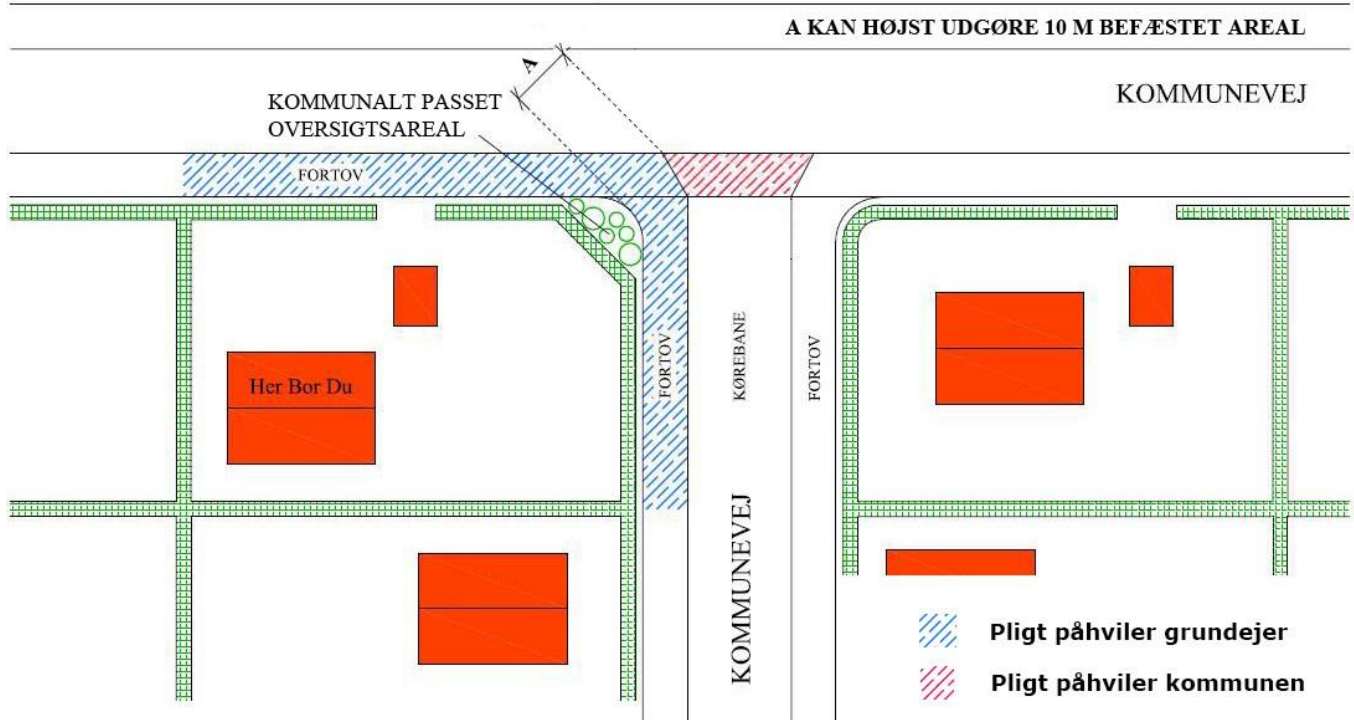 A KAN HØJST UDGØRE 10 M BEFÆSTET AREAL
A
KOMMUNEVEJ
KOMMUNALT PASSET
OVERSIGTSAREAL
FORTOV
Her Bor Du
FORTOV
KØREBANE
FORTOV
KOMMUNEVEJ
Pligt påhviler grundejer
Pligt påhviler kommunen